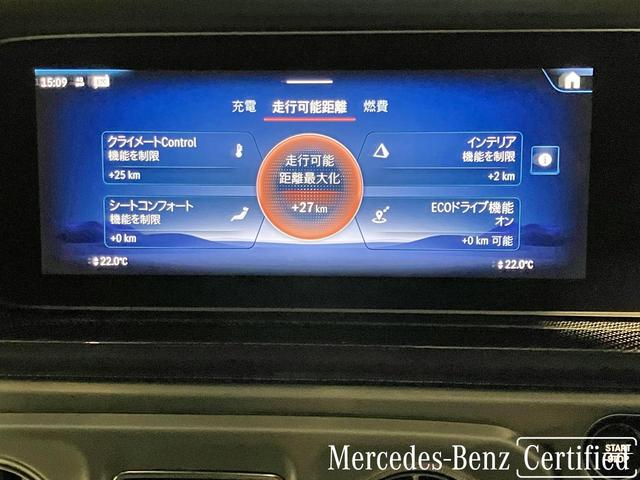 15:09
充電 走行可能距離 燃費
クライメートControl
機能を制限
+25 km
インテリア
機能を制限
+2 km
走行可能
距離最大化
+27 km
シートコンフォート
機能を制限
+0 km
ECOドライブ機能
オン
+0 km 可能
22.0°C
22.0°C
START
STOP
Mercedes-Benz Certified